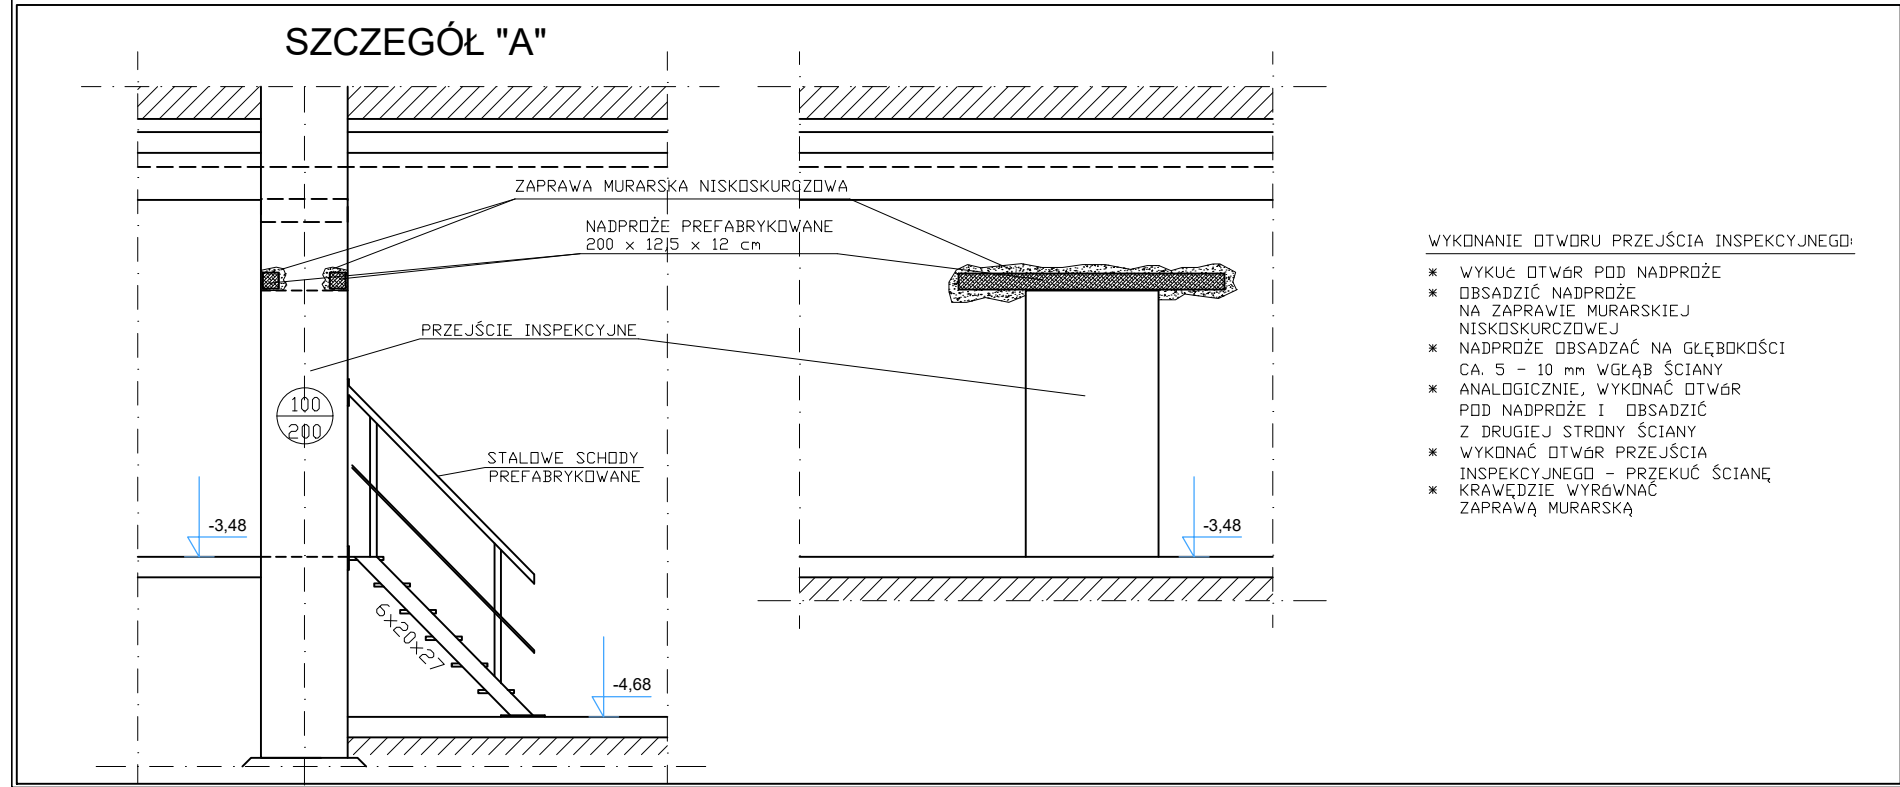 SZCZEGÓŁ "A"
ZAPRAWA MURARSKA NISKOSKURCZOWA
NADPROŻE PREFABRYKOWANE
200 x 12,5 x 12 cm
PRZEJŚCIE INSPEKCYJNE
100
200
STALOWE SCHODY
PREFABRYKOWANE
-3,48
-3,48
6x20x27
-4,68
WYKONANIE OTWORU PRZEJŚCIA INSPEKCYJNEGO:
* WYKUć OTWóR POD NADPROŻE
* OBSADZIĆ NADPROŻE
NA ZAPRAWIE MURARSKIEJ
NISKOSKURCZOWEJ
* NADPROŻE OBSADZAĆ NA GŁĘBOKOŚCI
CA. 5 - 10 mm WGŁĄB ŚCIANY
* ANALOGICZNIE, WYKONAĆ OTWóR
POD NADPROŻE I OBSADZIĆ
Z DRUGIEJ STRONY ŚCIANY
* WYKONAĆ OTWóR PRZEJŚCIA
INSPEKCYJNEGO - PRZEKUĆ ŚCIANĘ
* KRAWĘDZIE WYRóWNAĆ
ZAPRAWĄ MURARSKĄ